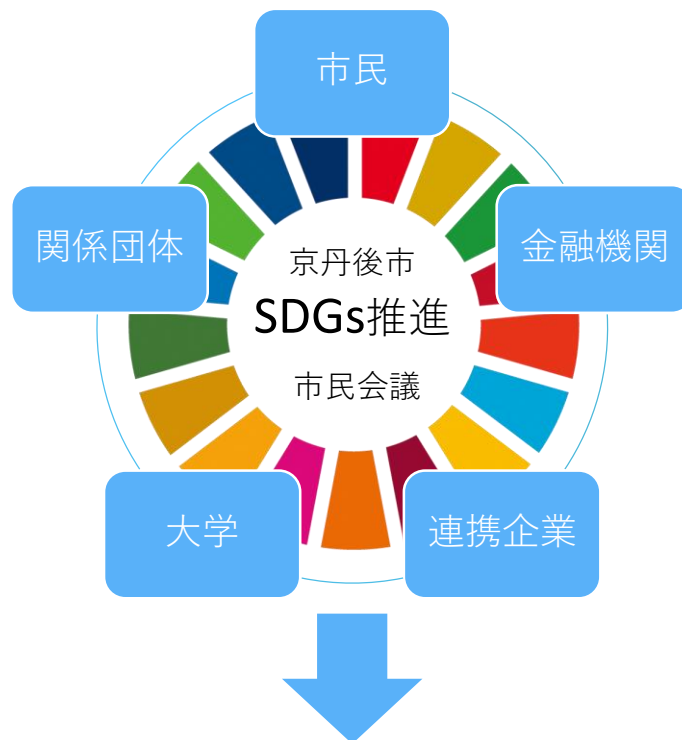 市民
関係団体
金融機関
京丹後市
SDGs推進
市民会議
大学
連携企業